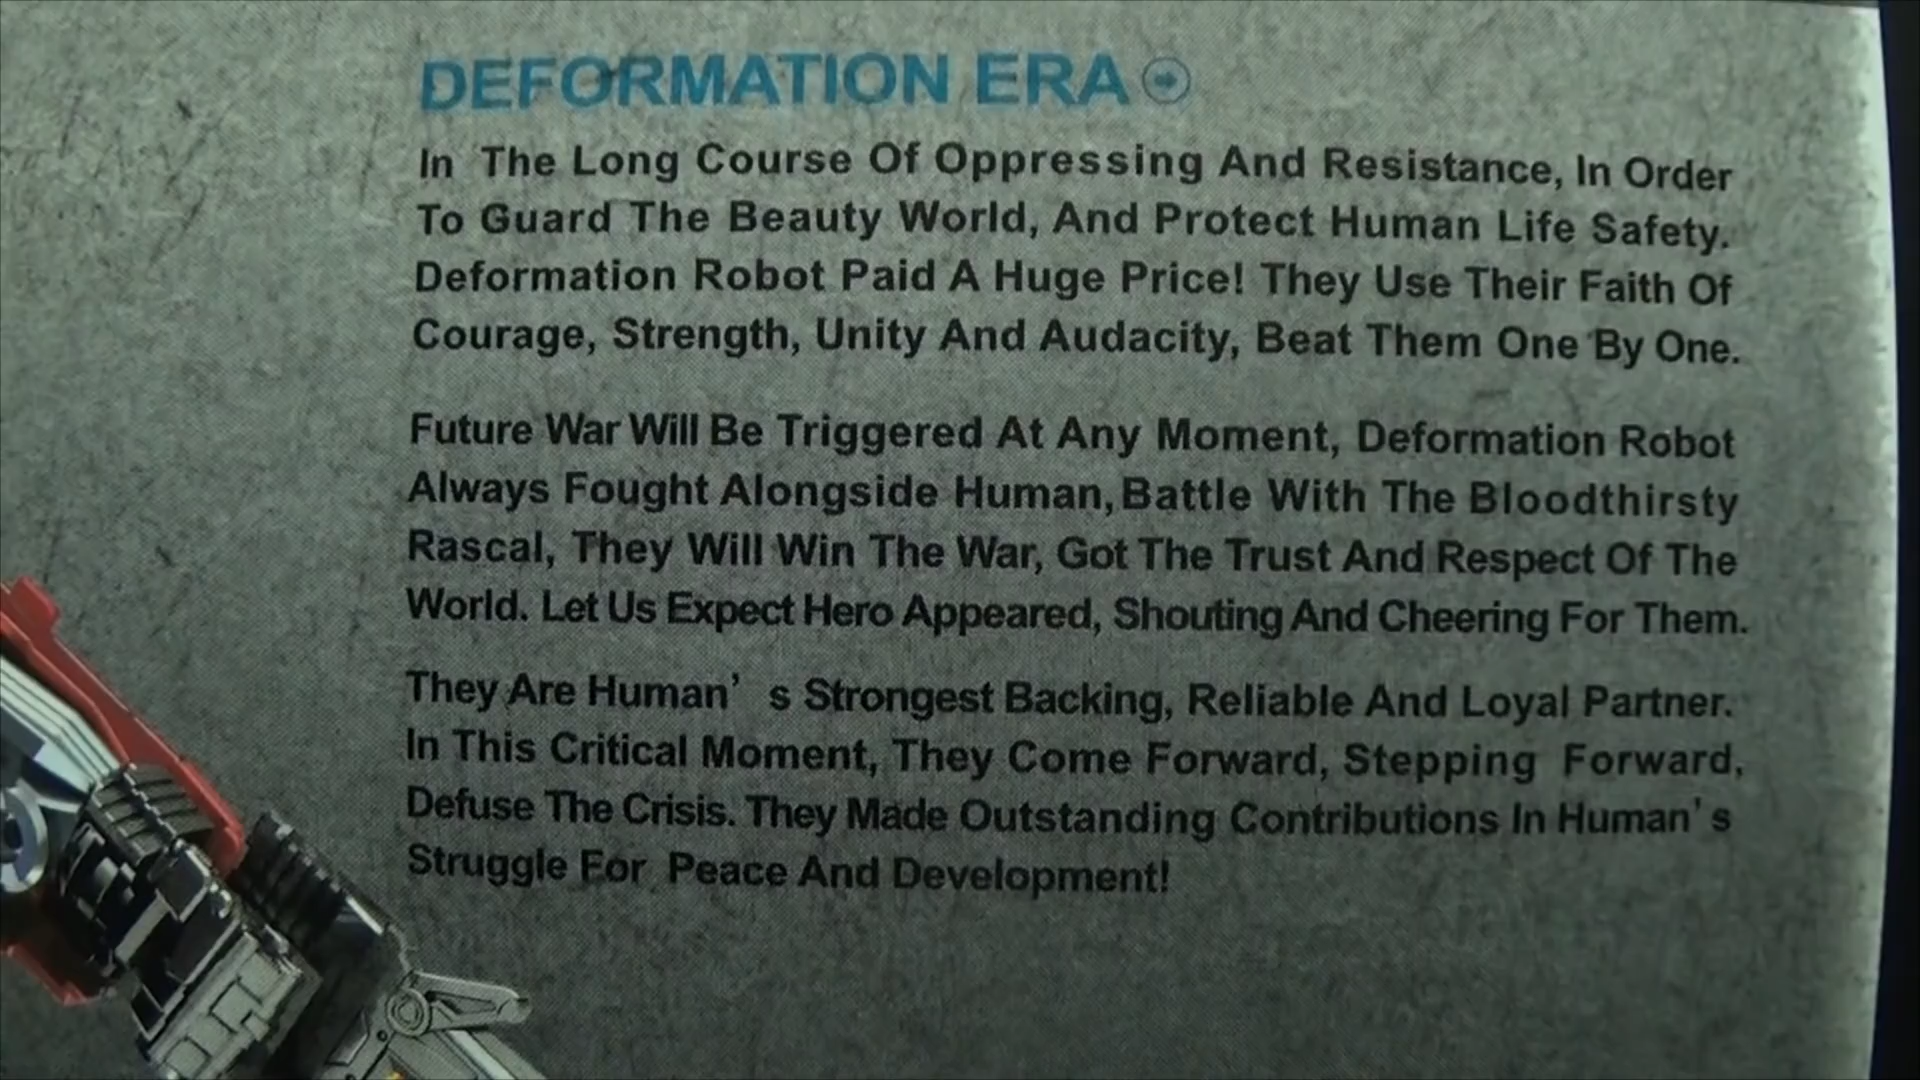 DEFORMATION ERA
In The Long Course Of Oppressing And Resistance, In Order
To Guard The Beauty World, And Protect Human Life Safety.
Deformation Robot Paid A Huge Price! They Use Their Faith Of
Courage, Strength, Unity And Audacity, Beat Them One By One.
Future War Will Be Triggered At Any Moment, Deformation Robot
Always Fought Alongside Human, Battle With The Bloodthirsty
Rascal, They Will Win The War, Got The Trust And Respect Of The
World. Let Us Expect Hero Appeared, Shouting And Cheering For Them.
They Are Human's Strongest Backing, Reliable And Loyal Partner.
In This Critical Moment, They Come Forward, Stepping Forward,
Defuse The Crisis. They Made Outstanding Contributions In Human's
Struggle For Peace And Development!